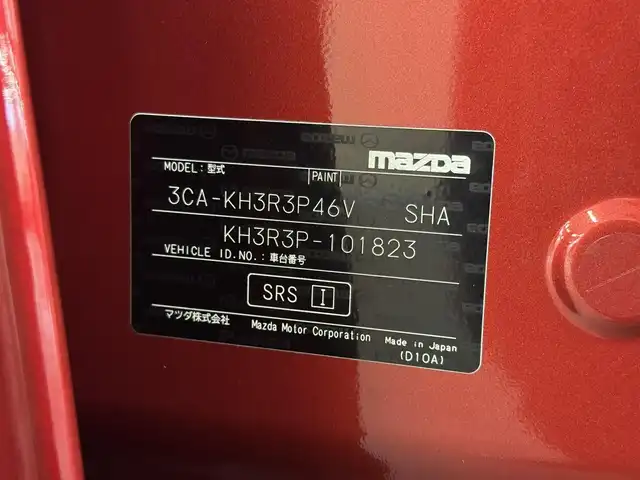 mazda
MODEL:型式 PAINT
3CA-KH3R3P46V SHA
KH3R3P-101823
VEHICLE ID.NO.:車台番号
SRS I
マツダ株式会社 Mazda Motor Corporation Made in Japan
(D10A)